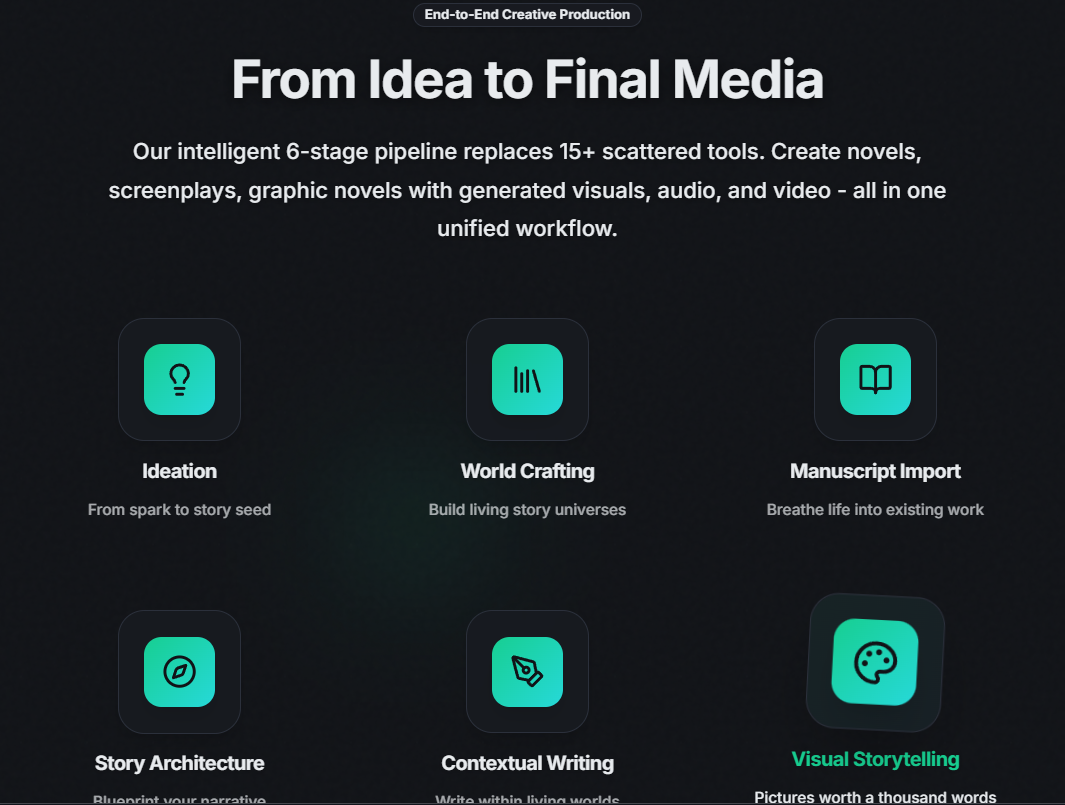 End-to-End Creative Production
From Idea to Final Media
Our intelligent 6-stage pipeline replaces 15+ scattered tools. Create novels,
screenplays, graphic novels with generated visuals, audio, and video - all in one
unified workflow.
Ideation
World Crafting
Manuscript Import
From spark to story seed
Build living story universes
Breathe life into existing work
Story Architecture
Contextual Writing
Visual Storytelling
Blueprint your narrative
Write within living worlds
Pictures worth a thousand words